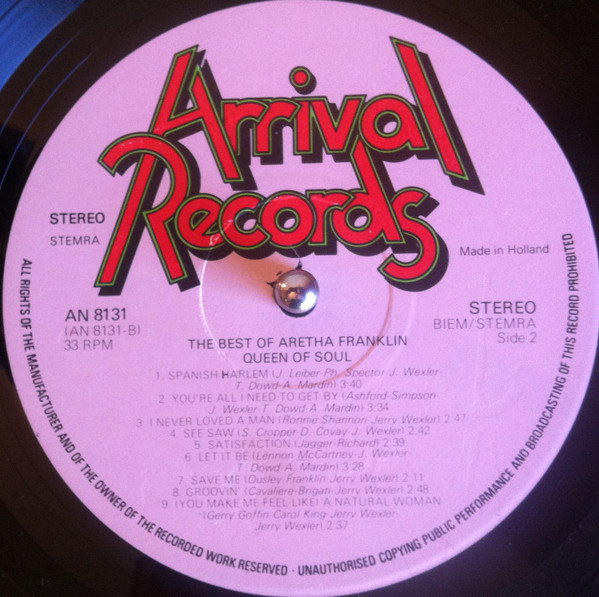 Arrival
Records
STEREO
STEMRA
Made in Holland
AN 8131
(AN 8131-B)
33 RPM
STEREO
BIEM/STEMRA
Side 2
THE BEST OF ARETHA FRANKLIN
QUEEN OF SOUL
1. SPANISH HARLEM (J. Leiber-Ph. Spector J. Wexler-
T. Dowd-A. Mardin) 3:40
2. YOU'RE ALL I NEED TO GET BY (Ashford-Simpson-
J. Wexler-T. Dowd A. Mardin) 3:34
3. I NEVER LOVED A MAN (Ronnie Shannon-Jerry Wexler) 2:47
4. SEE SAW (S. Cropper-D. Covay J. Wexler) 2:42
5. SATISFACTION (Jagger-Richard) 2:39
6. LET IT BE (Lennon McCartney-J. Wexler
T. Dowd-A. Mardin) 3:28
7. SAVE ME (Ousley-Franklin-Jerry Wexler) 2:11
8. GROOVIN' (Cavaliere-Brigati-Jerry Wexler) 2:48
9. (YOU MAKE ME FEEL LIKE) A NATURAL WOMAN
(Gerry Goffin-Carol King-Jerry Wexler-
Jerry Wexler) 2:37
ALL RIGHTS OF THE MANUFACTURER AND OF THE OWNER OF THE RECORDED WORK RESERVED - UNAUTHORISED COPYING PUBLIC PERFORMANCE AND BROADCASTING OF THIS RECORD PROHIBITED